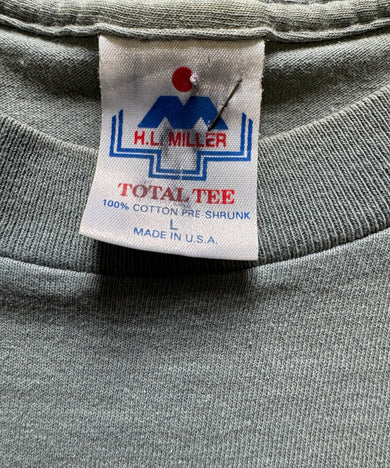 H.L. MILLER
TOTAL TEE
100% COTTON PRE-SHRUNK
L
MADE IN U.S.A.